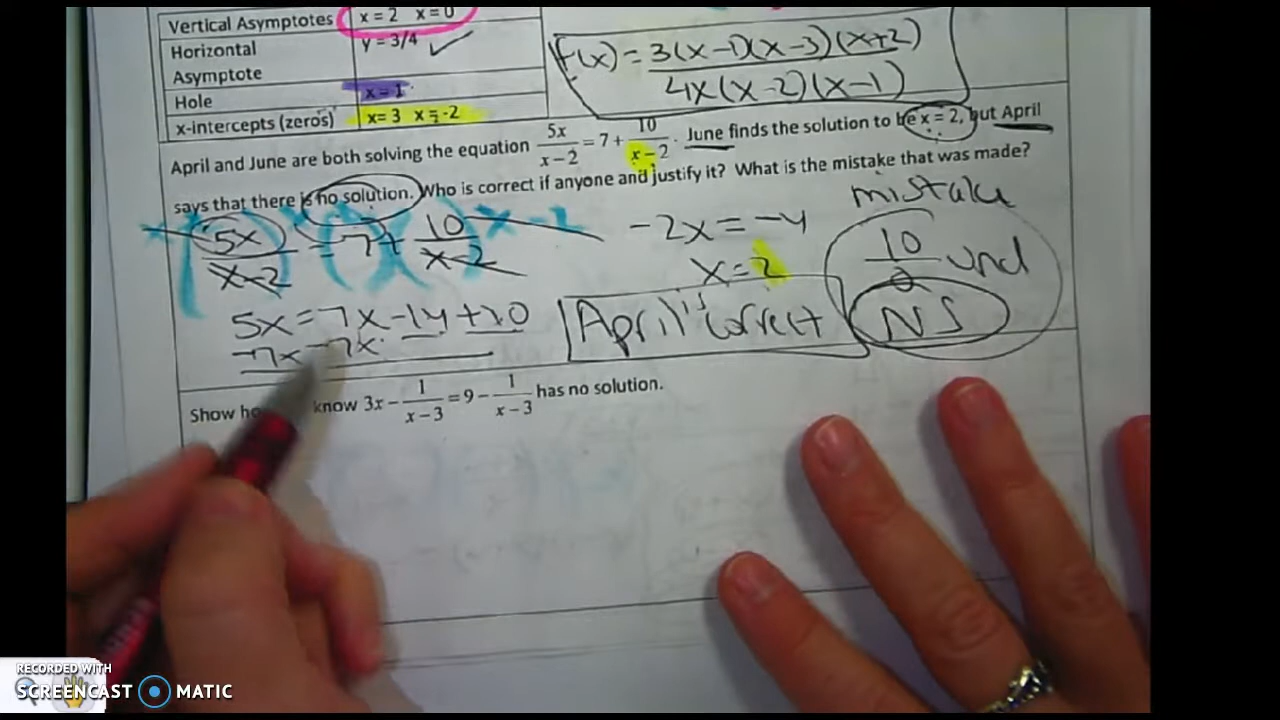 Vertical Asymptotes x = 2 x = 0
Horizontal Asymptote y = 3/4 ✓
Hole x = 1
x-intercepts (zeros) x= 3 x = -2
f(x) = 3(x-1)(x-3)(x+2) / 4x(x-2)(x-1)
April and June are both solving the equation 5x/(x-2) = 7 + 10/(x-2). June finds the solution to be x = 2, but April
says that there is no solution. Who is correct if anyone and justify it? What is the mistake that was made?
5x/(x-2) = 7 + 10/(x-2) x-2
5x = 7x - 14 + 10
-7x -7x
-2x = -4
x = 2
April is correct
mistake
10/0 und
NS
Show ho know 3x - 1/(x-3) = 9 - 1/(x-3) has no solution.
RECORDED WITH
SCREENCAST MATIC